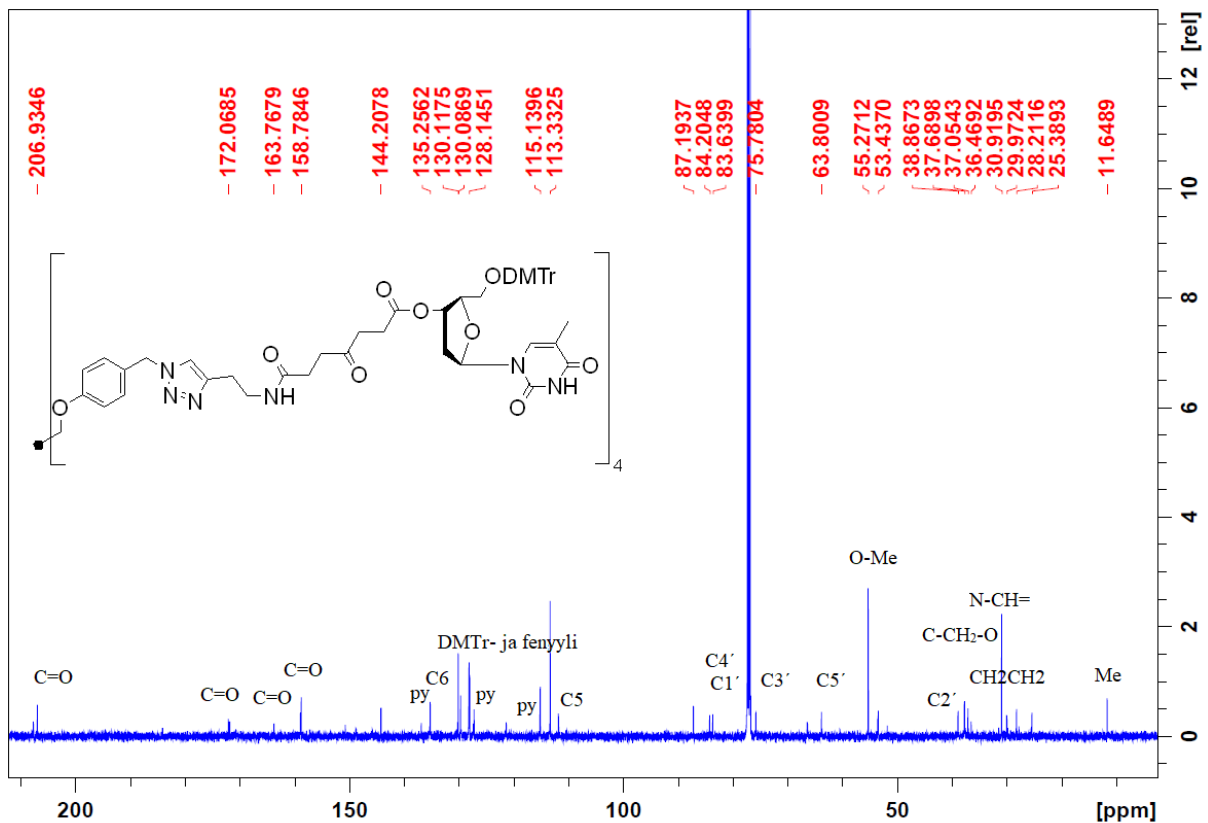 206.9346
172.0685
163.7679
158.7846
144.2078
135.2562
130.1175
130.0869
128.1451
115.1396
113.3325
87.1937
84.2048
83.6399
75.7804
63.8009
55.2712
53.4370
38.8673
37.6898
37.0543
36.4692
30.9195
29.9724
28.2116
25.3893
11.6489
[rel]
12
10
8
6
4
2
0
ODMTr
O
O
O
O
N
O
NH
O
O
O
NH
N
N
N
O
4
O-Me
N-CH=
C-CH2-O
DMTr- ja fenyyli
C=O
C=O
C=O
C=O
py
C6
py
py
C5
C4´
C1´
C3´
C5´
C2´
CH2CH2
Me
200 150 100 50 [ppm]